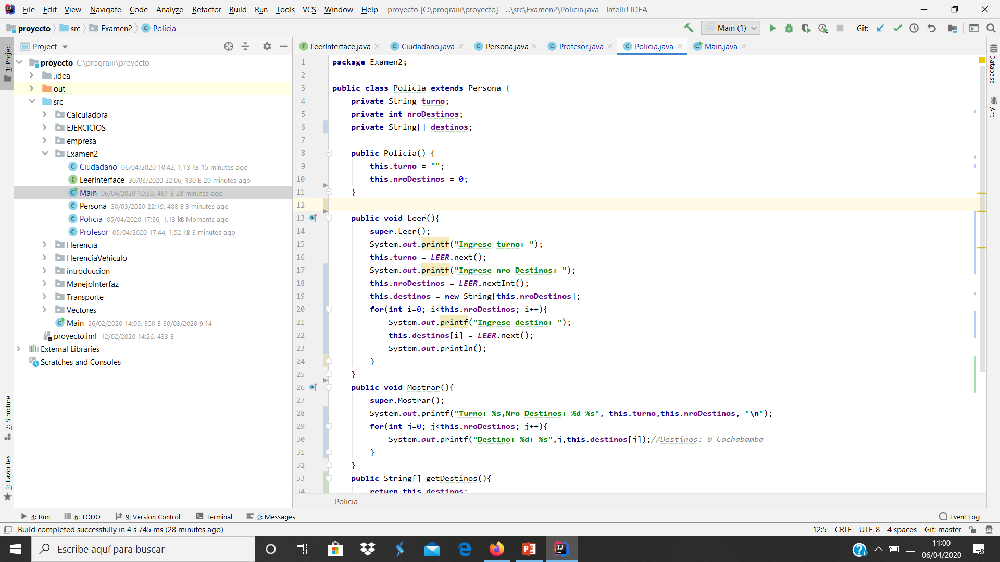 File Edit View Navigate Code Analyze Refactor Build Run Tools VCS Window Help proyecto [C:\prograiii\proyecto] - ...\src\Examen2\Policia.java - IntelliJ IDEA
proyecto src Examen2 Policia Main (1) Git:
1: Project
Project
LeerInterface.java Ciudadano.java Persona.java Profesor.java Policia.java Main.java
proyecto C:\prograiii\proyecto
.idea
out
src
Calculadora
EJERCICIOS
empresa
Examen2
Ciudadano 06/04/2020 10:42, 1,13 kB 15 minutes ago
LeerInterface 30/03/2020 22:06, 130 B 20 minutes ago
Main 06/04/2020 10:30, 481 B 28 minutes ago
Persona 30/03/2020 22:19, 488 B 3 minutes ago
Policia 05/04/2020 17:36, 1,13 kB Moments ago
Profesor 05/04/2020 17:44, 1,52 kB 3 minutes ago
Herencia
HerenciaVehiculo
introduccion
ManejoInterfaz
Transporte
Vectores
Main 26/02/2020 14:09, 350 B 30/03/2020 9:14
proyecto.iml 12/02/2020 14:26, 433 B
External Libraries
Scratches and Consoles
7: Structure
2: Favorites
1 package Examen2;
2
3 public class Policia extends Persona {
4 private String turno;
5 private int nroDestinos;
6 private String[] destinos;
7
8 public Policia() {
9 this.turno = "";
10 this.nroDestinos = 0;
11 }
12
13 public void Leer(){
14 super.Leer();
15 System.out.printf("Ingrese turno: ");
16 this.turno = LEER.next();
17 System.out.printf("Ingrese nro Destinos: ");
18 this.nroDestinos = LEER.nextInt();
19 this.destinos = new String[this.nroDestinos];
20 for(int i=0; i<this.nroDestinos; i++){
21 System.out.printf("Ingrese destino: ");
22 this.destinos[i] = LEER.next();
23 System.out.println();
24 }
25 }
26 public void Mostrar(){
27 super.Mostrar();
28 System.out.printf("Turno: %s,Nro Destinos: %d %s", this.turno,this.nroDestinos, "\n");
29 for(int j=0; j<this.nroDestinos; j++){
30 System.out.printf("Destino: %d: %s",j,this.destinos[j]);//Destinos: 0 Cochabamba
31 }
32 }
33 public String[] getDestinos(){
34 return this.destinos;
Policia
Database
Ant
4: Run 6: TODO 9: Version Control Terminal 0: Messages Event Log
Build completed successfully in 4 s 745 ms (28 minutes ago) 12:5 CRLF UTF-8 4 spaces Git: master
Escribe aquí para buscar
11:00
06/04/2020